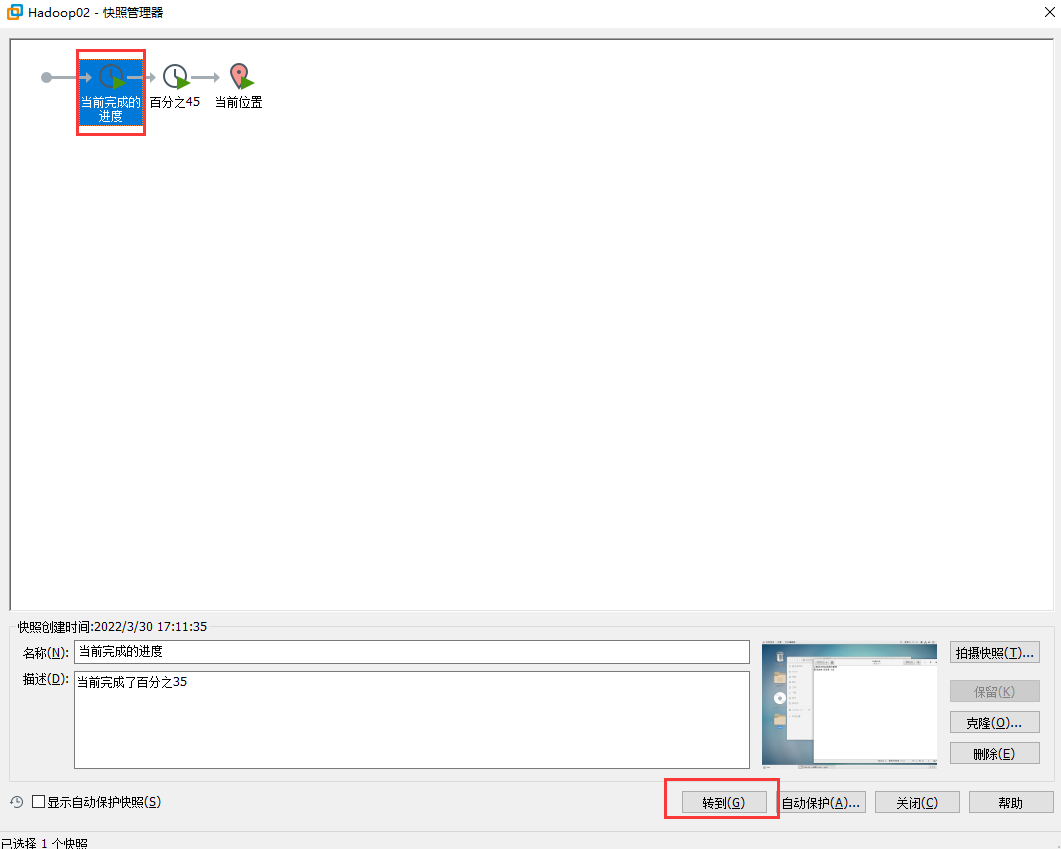 Hadoop02 - 快照管理器
当前完成的
进度
百分之45
当前位置
快照创建时间:2022/3/30 17:11:35
名称(N):
当前完成的进度
描述(D):
当前完成了百分之35
拍摄快照(T)...
保留(K)
克隆(O)...
删除(E)
显示自动保护快照(S)
转到(G)
自动保护(A)...
关闭(C)
帮助
已选择 1 个快照